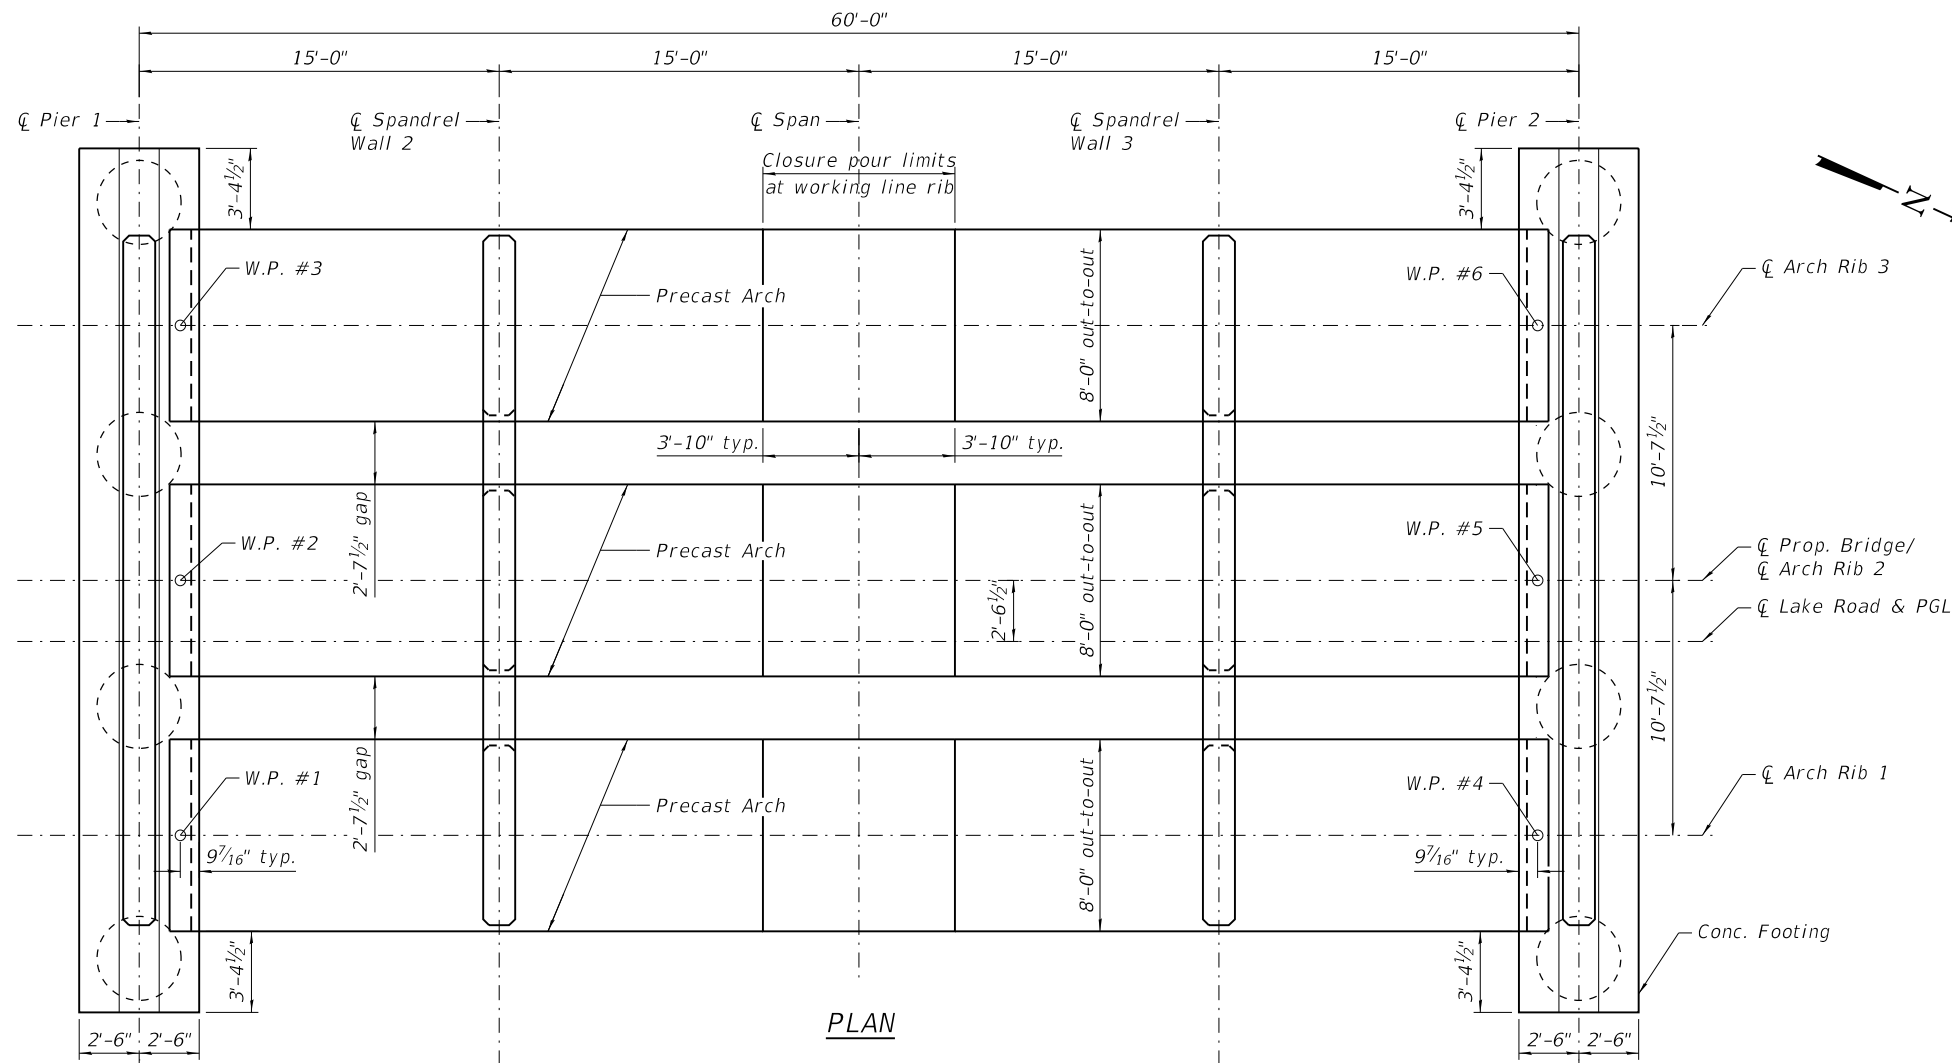 60'-0"
15'-0" 15'-0" 15'-0" 15'-0"
℄ Pier 1
℄ Spandrel
Wall 2
℄ Span
℄ Spandrel
Wall 3
℄ Pier 2
Closure pour limits
at working line rib
3'-4½"
3'-4½"
N
W.P. #3
Precast Arch
8'-0" out-to-out
W.P. #6
℄ Arch Rib 3
3'-10" typ.
3'-10" typ.
10'-7½"
2'-7½" gap
W.P. #2
Precast Arch
2'-6½"
8'-0" out-to-out
W.P. #5
℄ Prop. Bridge/
℄ Arch Rib 2
℄ Lake Road & PGL
10'-7½"
2'-7½" gap
W.P. #1
Precast Arch
8'-0" out-to-out
W.P. #4
℄ Arch Rib 1
9⁷⁄₁₆" typ.
9⁷⁄₁₆" typ.
3'-4½"
3'-4½"
Conc. Footing
2'-6" 2'-6"
PLAN
2'-6" 2'-6"